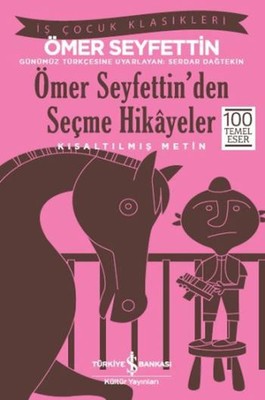 İŞ ÇOCUK KLASİKLERİ
ÖMER SEYFETTİN
GÜNÜMÜZ TÜRKÇESİNE UYARLAYAN: SERDAR DAĞTEKİN
Ömer Seyfettin'den
Seçme Hikâyeler
100
TEMEL
ESER
KISALTILMIŞ METİN
TÜRKİYE İŞ BANKASI
Kültür Yayınları